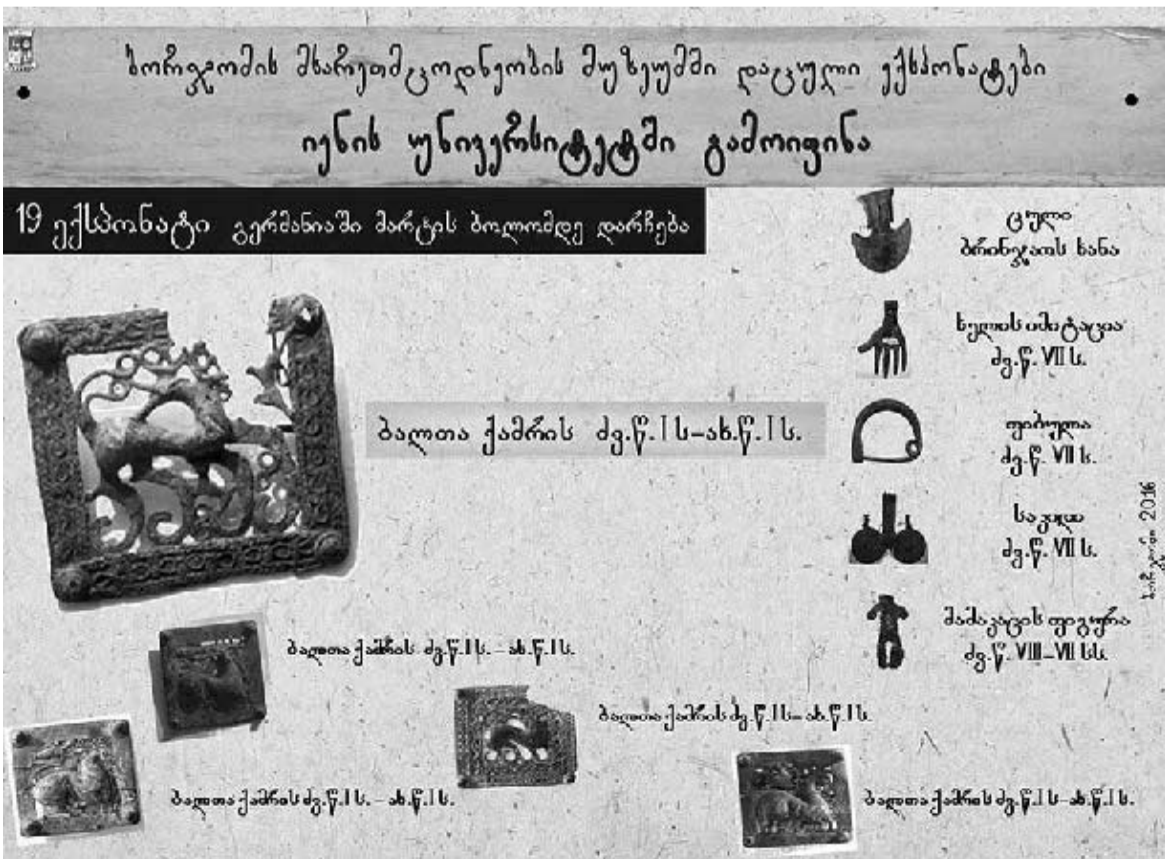 ბორჯომის მხარეთმცოდნეობის მუზეუმში დაცული ექსპონატები
იენის უნივერსიტეტში გამოიფინა
19 ექსპონატი გერმანიაში მარტის ბოლომდე დარჩება
ცული
ბრინჯაოს ხანა
ხელის იმიტაცია
ძვ.წ. VII ს.
ბალთა ქამრის ძვ.წ. I ს-ახ.წ. I ს.
ფიბულა
ძვ.წ. VII ს.
საკიდი
ძვ.წ. VII ს.
ბორჯომი 2016
მამაკაცის ფიგურა
ძვ.წ. VIII-VII სს.
ბალთა ქამრის ძვ.წ. I ს. - ახ.წ. I ს.
ბალთა ქამრის ძვ.წ. I ს- ახ.წ. I ს.
ბალთა ქამრის ძვ.წ. I ს. - ახ.წ. I ს.
ბალთა ქამრის ძვ.წ. I ს-ახ.წ. I ს.